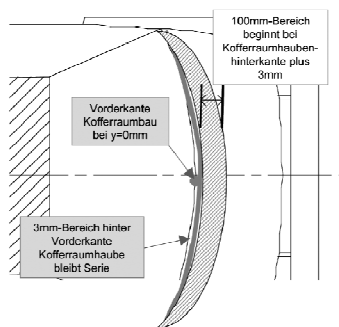 100mm-Bereich
beginnt bei
Kofferraumhauben-
hinterkante plus
3mm
Vorderkante
Kofferraumbau
bei y=0mm
3mm-Bereich hinter
Vorderkante
Kofferraumhaube
bleibt Serie